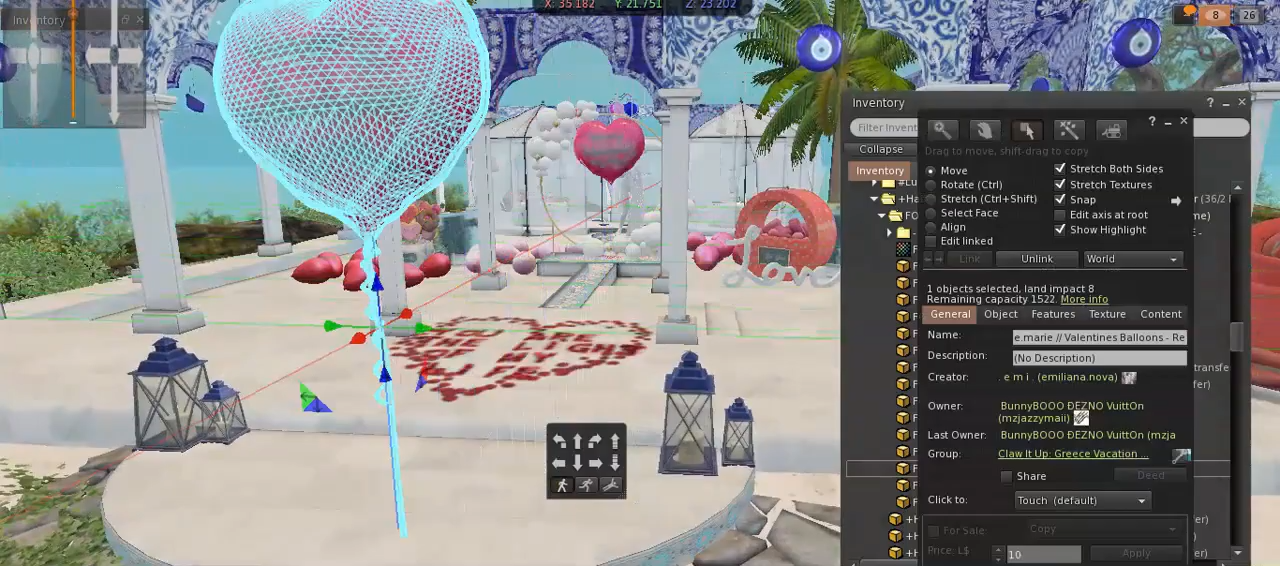 Inventory
X: 35.182 Y: 21.751 Z: 23.202
8 26
Inventory
Filter Invent
Collapse
Inventory
Drag to move, shift-drag to copy
Move
Rotate (Ctrl)
Stretch (Ctrl+Shift)
Select Face
Align
Edit linked
Stretch Both Sides
Stretch Textures
Snap
Edit axis at root
Show Highlight
Link Unlink World
1 objects selected, land impact 8
Remaining capacity 1522. More info
General Object Features Texture Content
Name: e.marie // Valentines Balloons - Re
Description: (No Description)
Creator: . e m i . (emiliana.nova)
Owner: BunnyBOOO ĐEZNO VuittOn
(mzjazzymaii)
Last Owner: BunnyBOOO ĐEZNO VuittOn (mzja
Group: Claw It Up: Greece Vacation ...
Share Deed
Click to: Touch (default)
For Sale: Copy
Price: L$ 10 Apply
Love